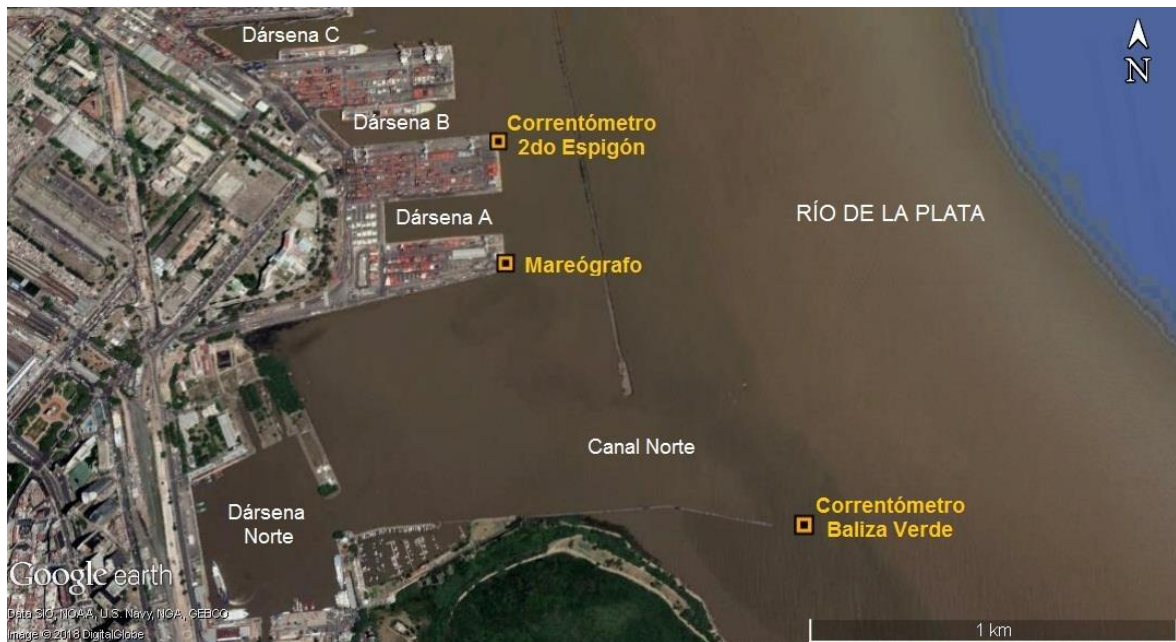 Dársena C
N
Dársena B
Correntómetro
2do Espigón
Dársena A
RÍO DE LA PLATA
Mareógrafo
Canal Norte
Dársena
Norte
Correntómetro
Baliza Verde
Google earth
Data SIO, NOAA, U.S. Navy, NGA, GEBCO
Image © 2018 DigitalGlobe
1 km